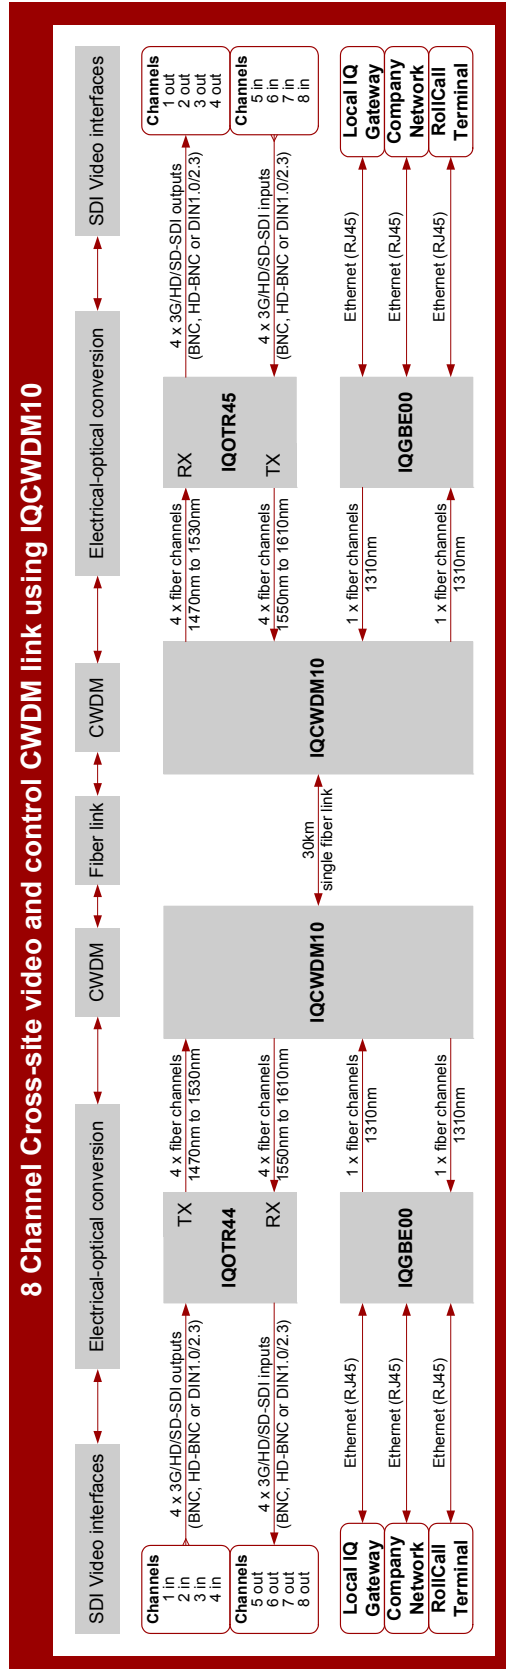 8 Channel Cross-site video and control CWDM link using IQCWDM10
SDI Video interfaces
Electrical-optical conversion
CWDM
Fiber link
CWDM
Electrical-optical conversion
SDI Video interfaces
Channels
1 in
2 in
3 in
4 in
4 x 3G/HD/SD-SDI outputs
(BNC, HD-BNC or DIN1.0/2.3)
TX
IQOTR44
RX
4 x fiber channels
1470nm to 1530nm
Channels
5 out
6 out
7 out
8 out
4 x 3G/HD/SD-SDI inputs
(BNC, HD-BNC or DIN1.0/2.3)
4 x fiber channels
1550nm to 1610nm
IQCWDM10
30km
single fiber link
IQCWDM10
4 x fiber channels
1470nm to 1530nm
RX
IQOTR45
TX
4 x 3G/HD/SD-SDI outputs
(BNC, HD-BNC or DIN1.0/2.3)
Channels
1 out
2 out
3 out
4 out
4 x fiber channels
1550nm to 1610nm
4 x 3G/HD/SD-SDI inputs
(BNC, HD-BNC or DIN1.0/2.3)
Channels
5 in
6 in
7 in
8 in
Local IQ
Gateway
Company
Network
RollCall
Terminal
Ethernet (RJ45)
Ethernet (RJ45)
Ethernet (RJ45)
IQGBE00
1 x fiber channels
1310nm
1 x fiber channels
1310nm
1 x fiber channels
1310nm
1 x fiber channels
1310nm
IQGBE00
Ethernet (RJ45)
Ethernet (RJ45)
Ethernet (RJ45)
Local IQ
Gateway
Company
Network
RollCall
Terminal